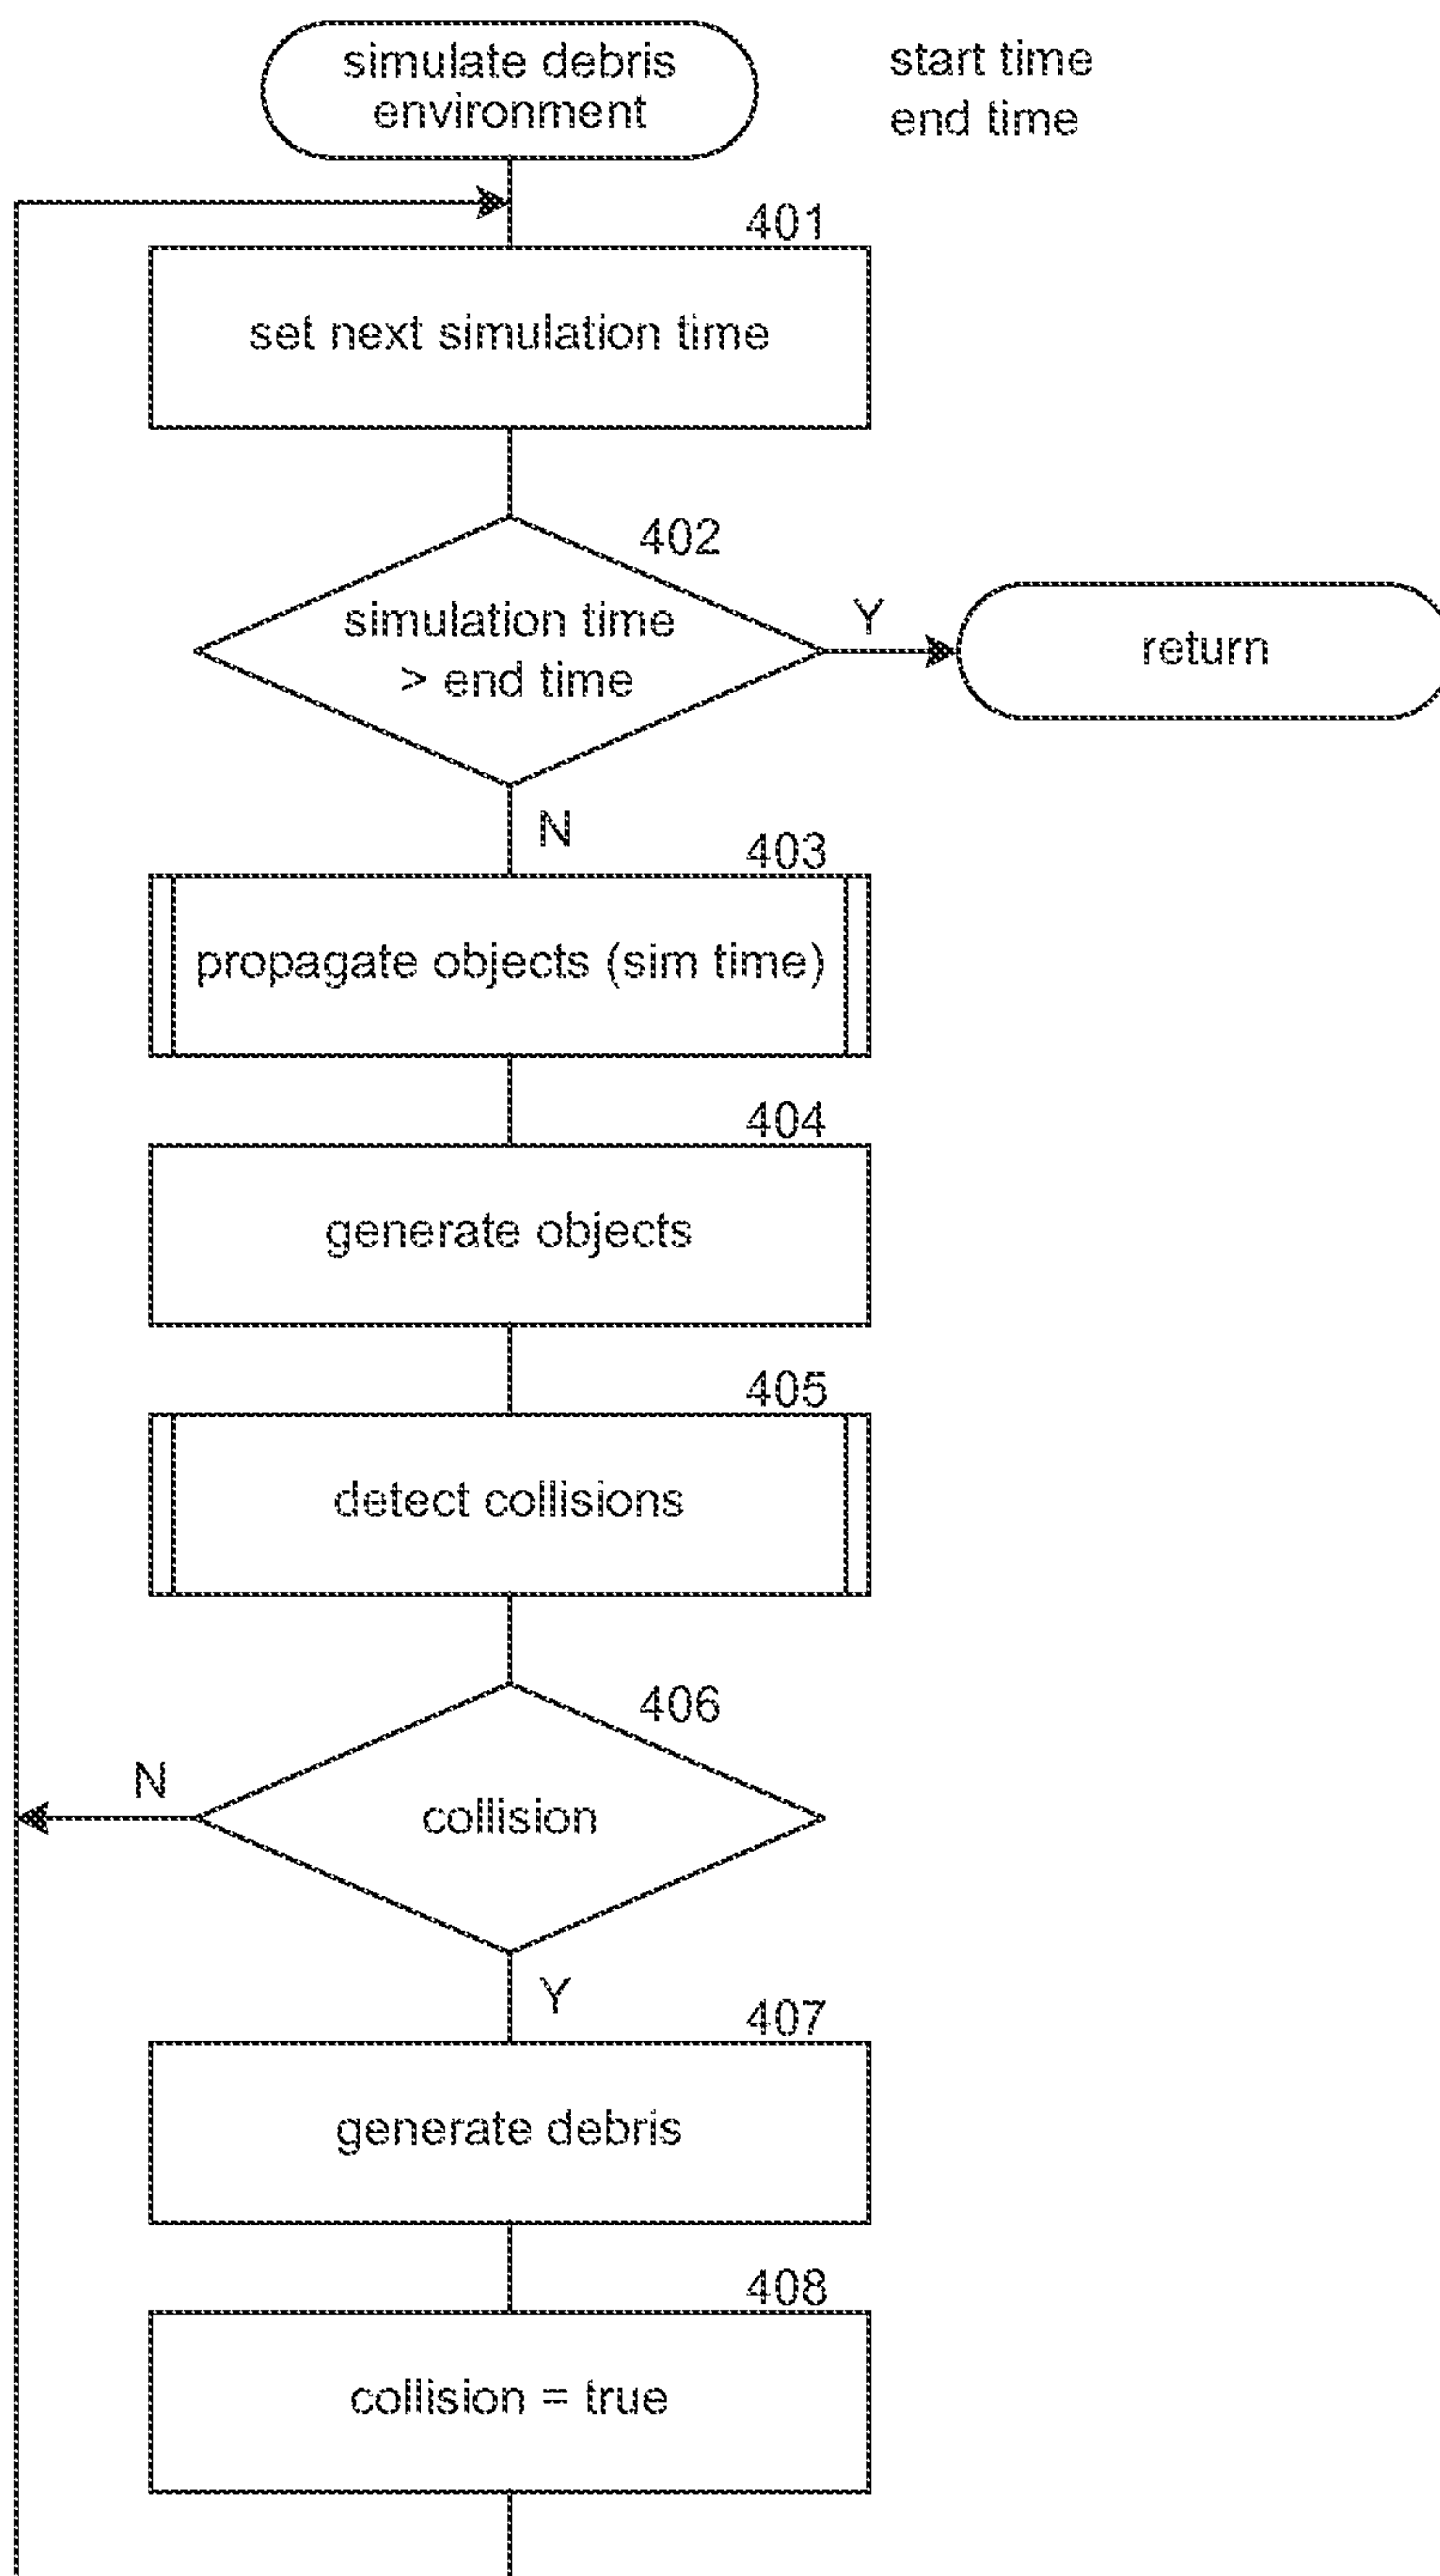 simulate debris
environment
start time
end time
401
set next simulation time
402
simulation time
> end time
Y
return
N
403
propagate objects (sim time)
404
generate objects
405
detect collisions
406
N
collision
Y
407
generate debris
408
collision = true